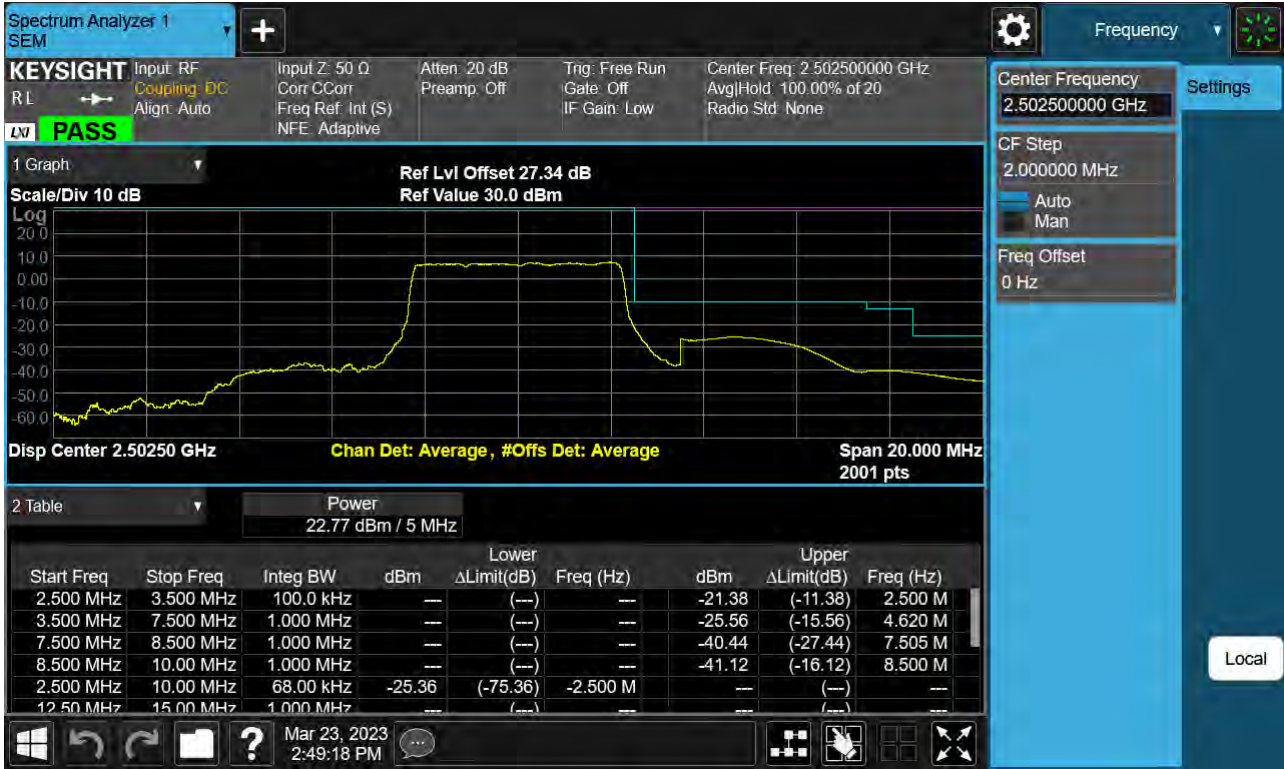 Spectrum Analyzer 1
SEM
+
Frequency
KEYSIGHT
RL
LXI
PASS
Input: RF
Coupling: DC
Align: Auto
Input Z: 50 Ω
Corr CCorr
Freq Ref: Int (S)
NFE: Adaptive
Atten: 20 dB
Preamp: Off
Trig: Free Run
Gate: Off
IF Gain: Low
Center Freq: 2.502500000 GHz
Avg|Hold: 100.00% of 20
Radio Std: None
Center Frequency
2.502500000 GHz
Settings
CF Step
2.000000 MHz
Auto
Man
Freq Offset
0 Hz
Local
1 Graph
Scale/Div 10 dB
Ref Lvl Offset 27.34 dB
Ref Value 30.0 dBm
Log
20.0
10.0
0.00
-10.0
-20.0
-30.0
-40.0
-50.0
-60.0
Disp Center 2.50250 GHz
Chan Det: Average, #Offs Det: Average
Span 20.000 MHz
2001 pts
2 Table
Power
22.77 dBm / 5 MHz
Lower Upper
Start Freq Stop Freq Integ BW dBm ΔLimit(dB) Freq (Hz) dBm ΔLimit(dB) Freq (Hz)
2.500 MHz 3.500 MHz 100.0 kHz --- (---) --- -21.38 (-11.38) 2.500 M
3.500 MHz 7.500 MHz 1.000 MHz --- (---) --- -25.56 (-15.56) 4.620 M
7.500 MHz 8.500 MHz 1.000 MHz --- (---) --- -40.44 (-27.44) 7.505 M
8.500 MHz 10.00 MHz 1.000 MHz --- (---) --- -41.12 (-16.12) 8.500 M
2.500 MHz 10.00 MHz 68.00 kHz -25.36 (-75.36) -2.500 M --- (---) ---
12.50 MHz 15.00 MHz 1.000 MHz --- (---) --- --- (---) ---
?
Mar 23, 2023
2:49:18 PM